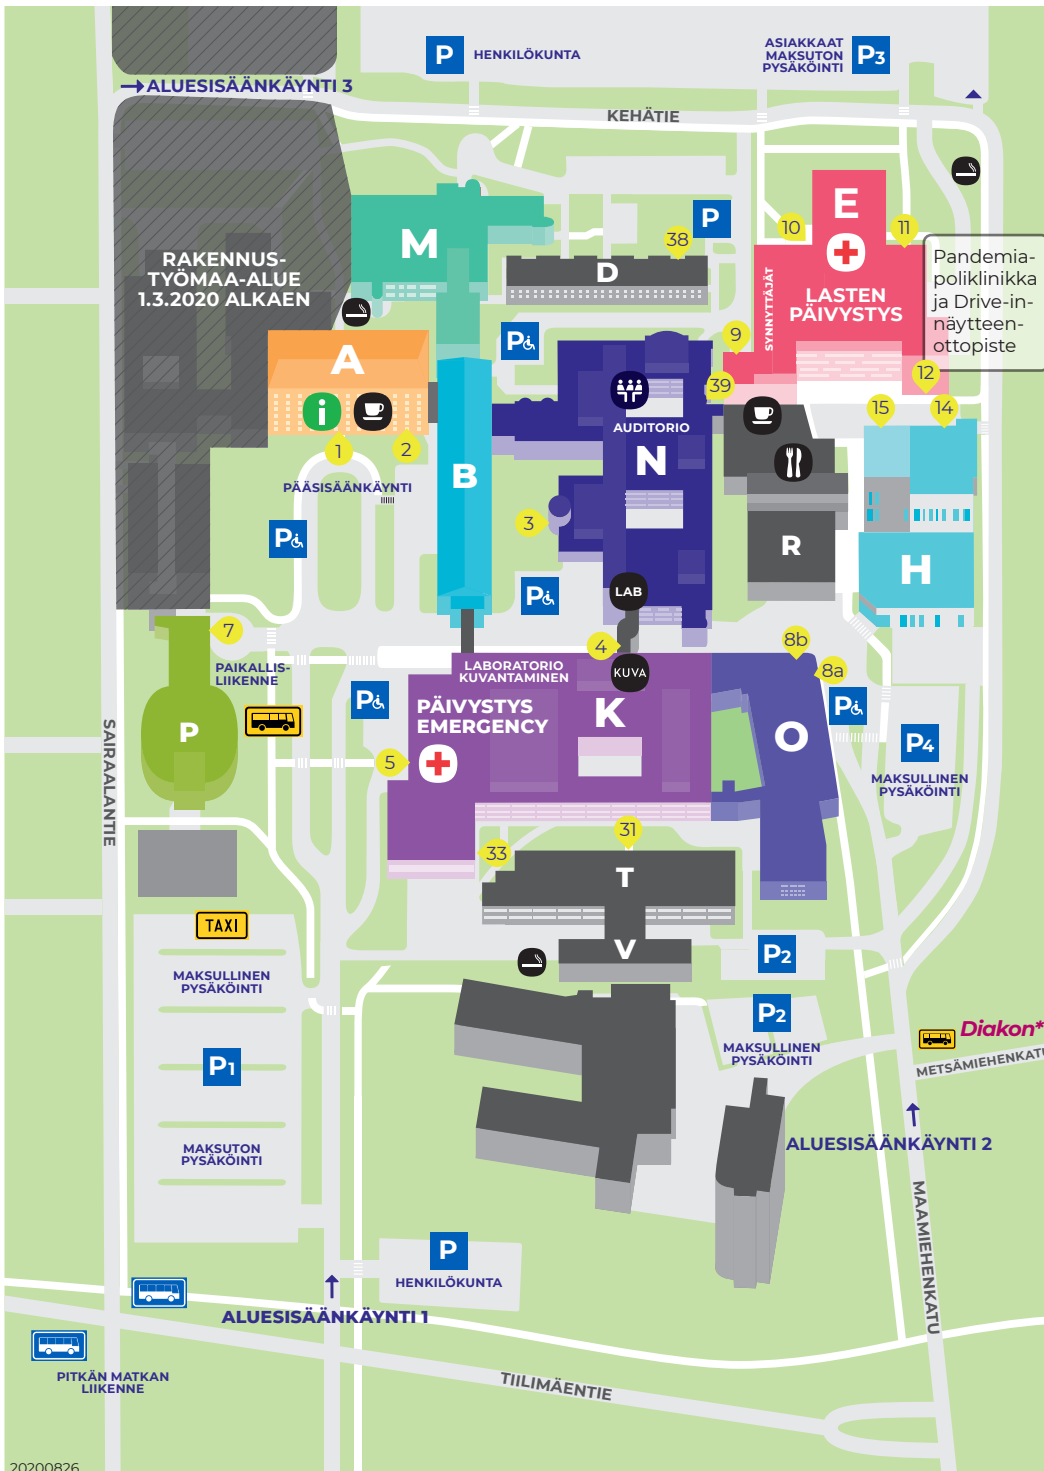 P
HENKILÖKUNTA
ASIAKKAAT
MAKSUTON
PYSÄKÖINTI
P3
ALUESISÄÄNKÄYNTI 3
KEHÄTIE
E
10
11
P
38
M
D
RAKENNUS-
TYÖMAA-ALUE
1.3.2020 ALKAEN
SYNNYTTÄJÄT
LASTEN
PÄIVYSTYS
Pandemia-
poliklinikka
ja Drive-in-
näytteen-
ottopiste
P
A
9
39
12
i
AUDITORIO
15
14
1
2
N
B
PÄÄSISÄÄNKÄYNTI
3
P
R
H
P
LAB
7
4
8b
8a
PAIKALLIS-
LIIKENNE
LABORATORIO
KUVANTAMINEN
KUVA
P
PÄIVYSTYS
EMERGENCY
K
P
O
P
P4
5
MAKSULLINEN
PYSÄKÖINTI
SAIRAALANTIE
31
33
T
TAXI
V
P2
MAKSULLINEN
PYSÄKÖINTI
P2
Diakon*
MAKSULLINEN
PYSÄKÖINTI
METSÄMIEHENKATU
P1
MAKSUTON
PYSÄKÖINTI
ALUESISÄÄNKÄYNTI 2
MAAMIEHENKATU
P
HENKILÖKUNTA
ALUESISÄÄNKÄYNTI 1
PITKÄN MATKAN
LIIKENNE
TIILIMÄENTIE
20200826